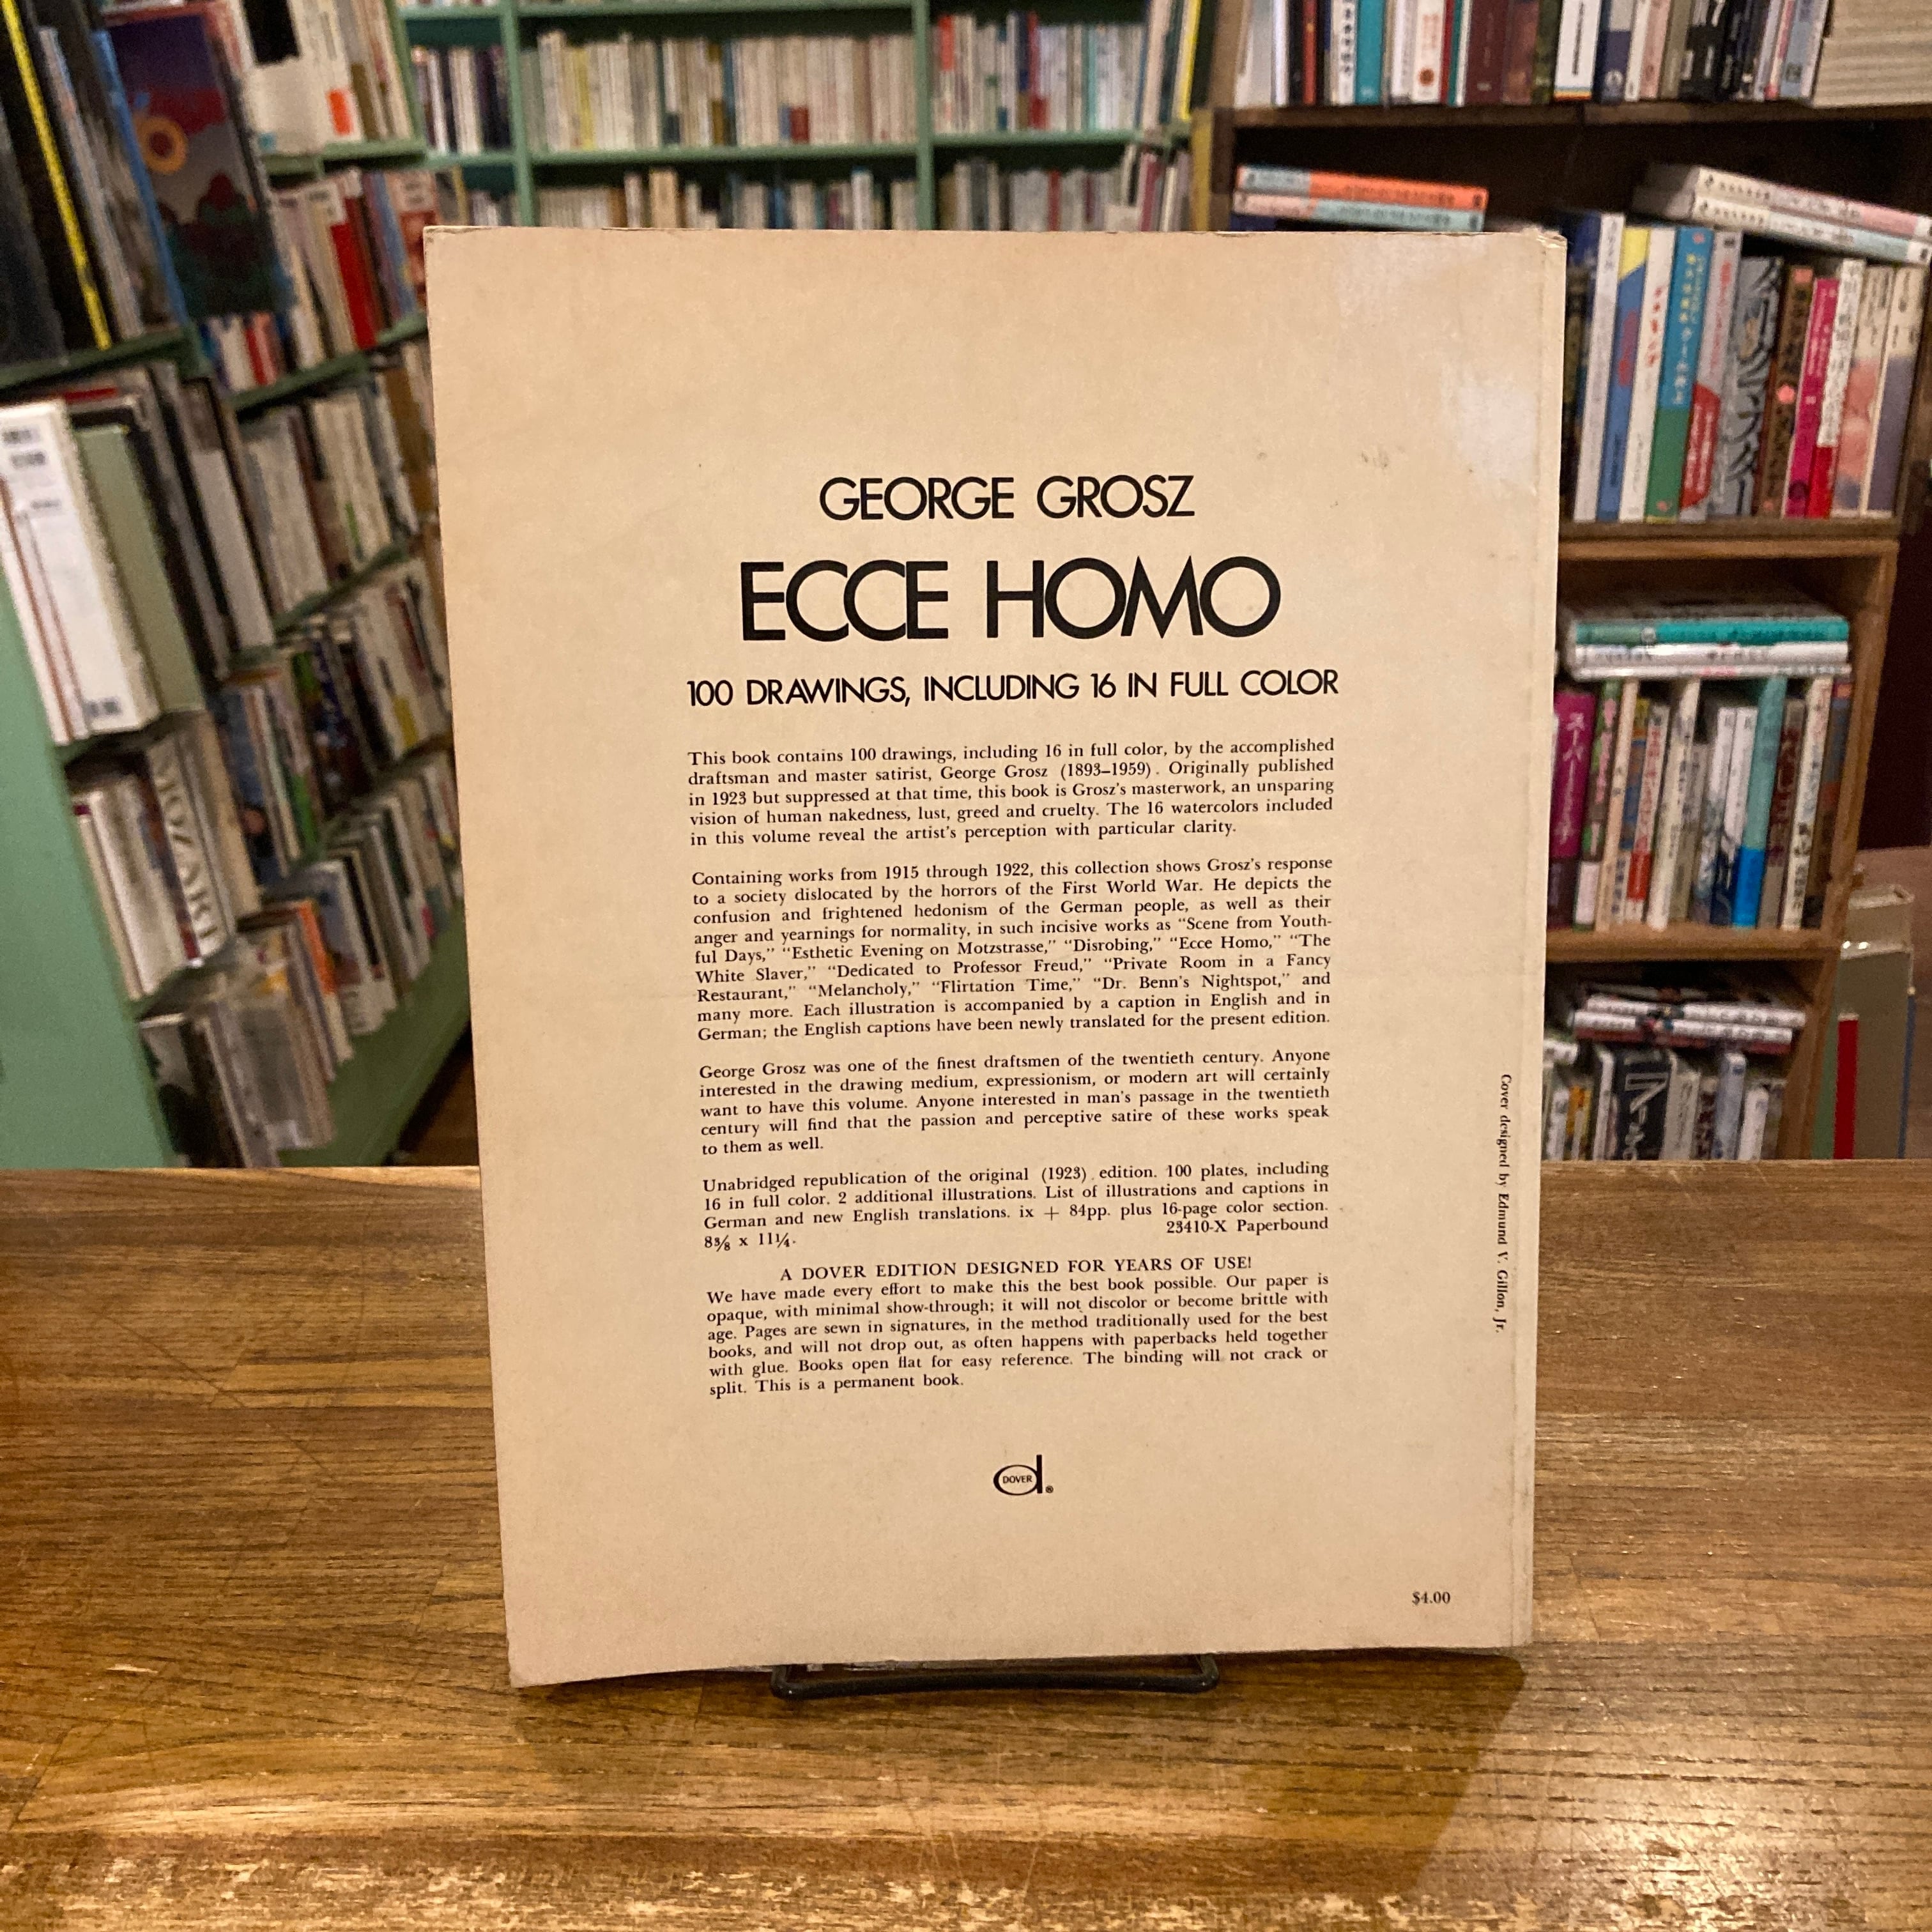 GEORGE GROSZ
ECCE HOMO
100 DRAWINGS, INCLUDING 16 IN FULL COLOR
This book contains 100 drawings, including 16 in full color, by the accomplished
draftsman and master satirist, George Grosz (1893–1959). Originally published
in 1923 but suppressed at that time, this book is Grosz's masterwork, an unsparing
vision of human nakedness, lust, greed and cruelty. The 16 watercolors included
in this volume reveal the artist's perception with particular clarity.
Containing works from 1915 through 1922, this collection shows Grosz's response
to a society dislocated by the horrors of the First World War. He depicts the
confusion and frightened hedonism of the German people, as well as their
anger and yearnings for normality, in such incisive works as "Scene from Youth-
ful Days," "Esthetic Evening on Motzstrasse," "Disrobing," "Ecce Homo," "The
White Slaver," "Dedicated to Professor Freud," "Private Room in a Fancy
Restaurant," "Melancholy," "Flirtation Time," "Dr. Benn's Nightspot," and
many more. Each illustration is accompanied by a caption in English and in
German; the English captions have been newly translated for the present edition.
George Grosz was one of the finest draftsmen of the twentieth century. Anyone
interested in the drawing medium, expressionism, or modern art will certainly
want to have this volume. Anyone interested in man's passage in the twentieth
century will find that the passion and perceptive satire of these works speak
to them as well.
Unabridged republication of the original (1923) edition. 100 plates, including
16 in full color. 2 additional illustrations. List of illustrations and captions in
German and new English translations. ix + 84pp. plus 16-page color section.
8⅜ x 11¼. 23410-X Paperbound
A DOVER EDITION DESIGNED FOR YEARS OF USE!
We have made every effort to make this the best book possible. Our paper is
opaque, with minimal show-through; it will not discolor or become brittle with
age. Pages are sewn in signatures, in the method traditionally used for the best
books, and will not drop out, as often happens with paperbacks held together
with glue. Books open flat for easy reference. The binding will not crack or
split. This is a permanent book.
DOVER
®
$4.00
Cover designed by Edmund V. Gillon, Jr.
MOZART